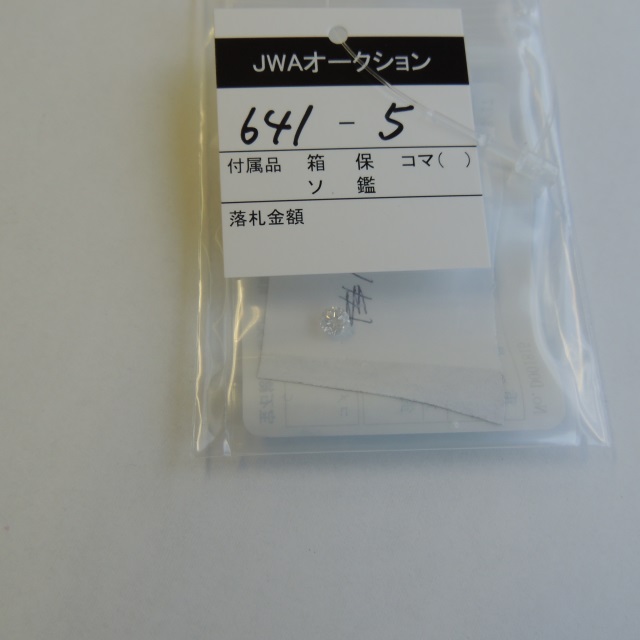 JWAオークション
641-5
付属品 箱 保 コマ( )
ソ 鑑
落札金額